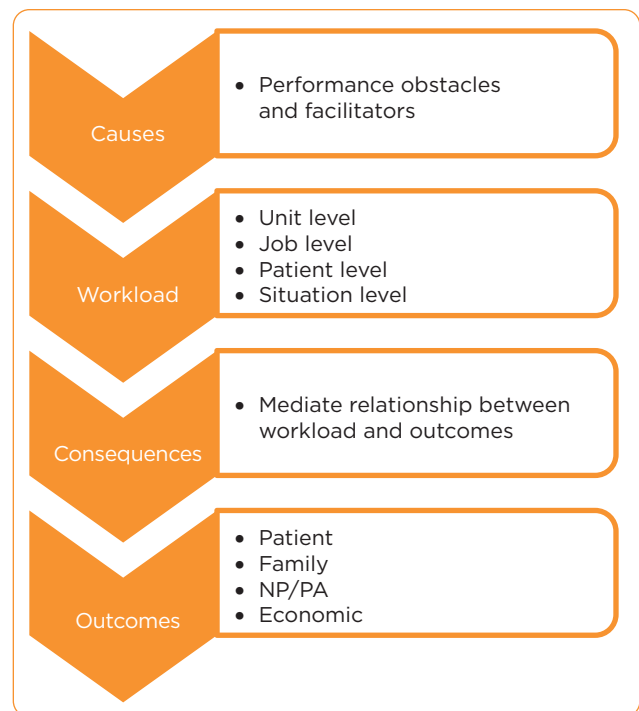 Causes
• Performance obstacles
and facilitators
Workload
• Unit level
• Job level
• Patient level
• Situation level
Consequences
• Mediate relationship between
workload and outcomes
Outcomes
• Patient
• Family
• NP/PA
• Economic